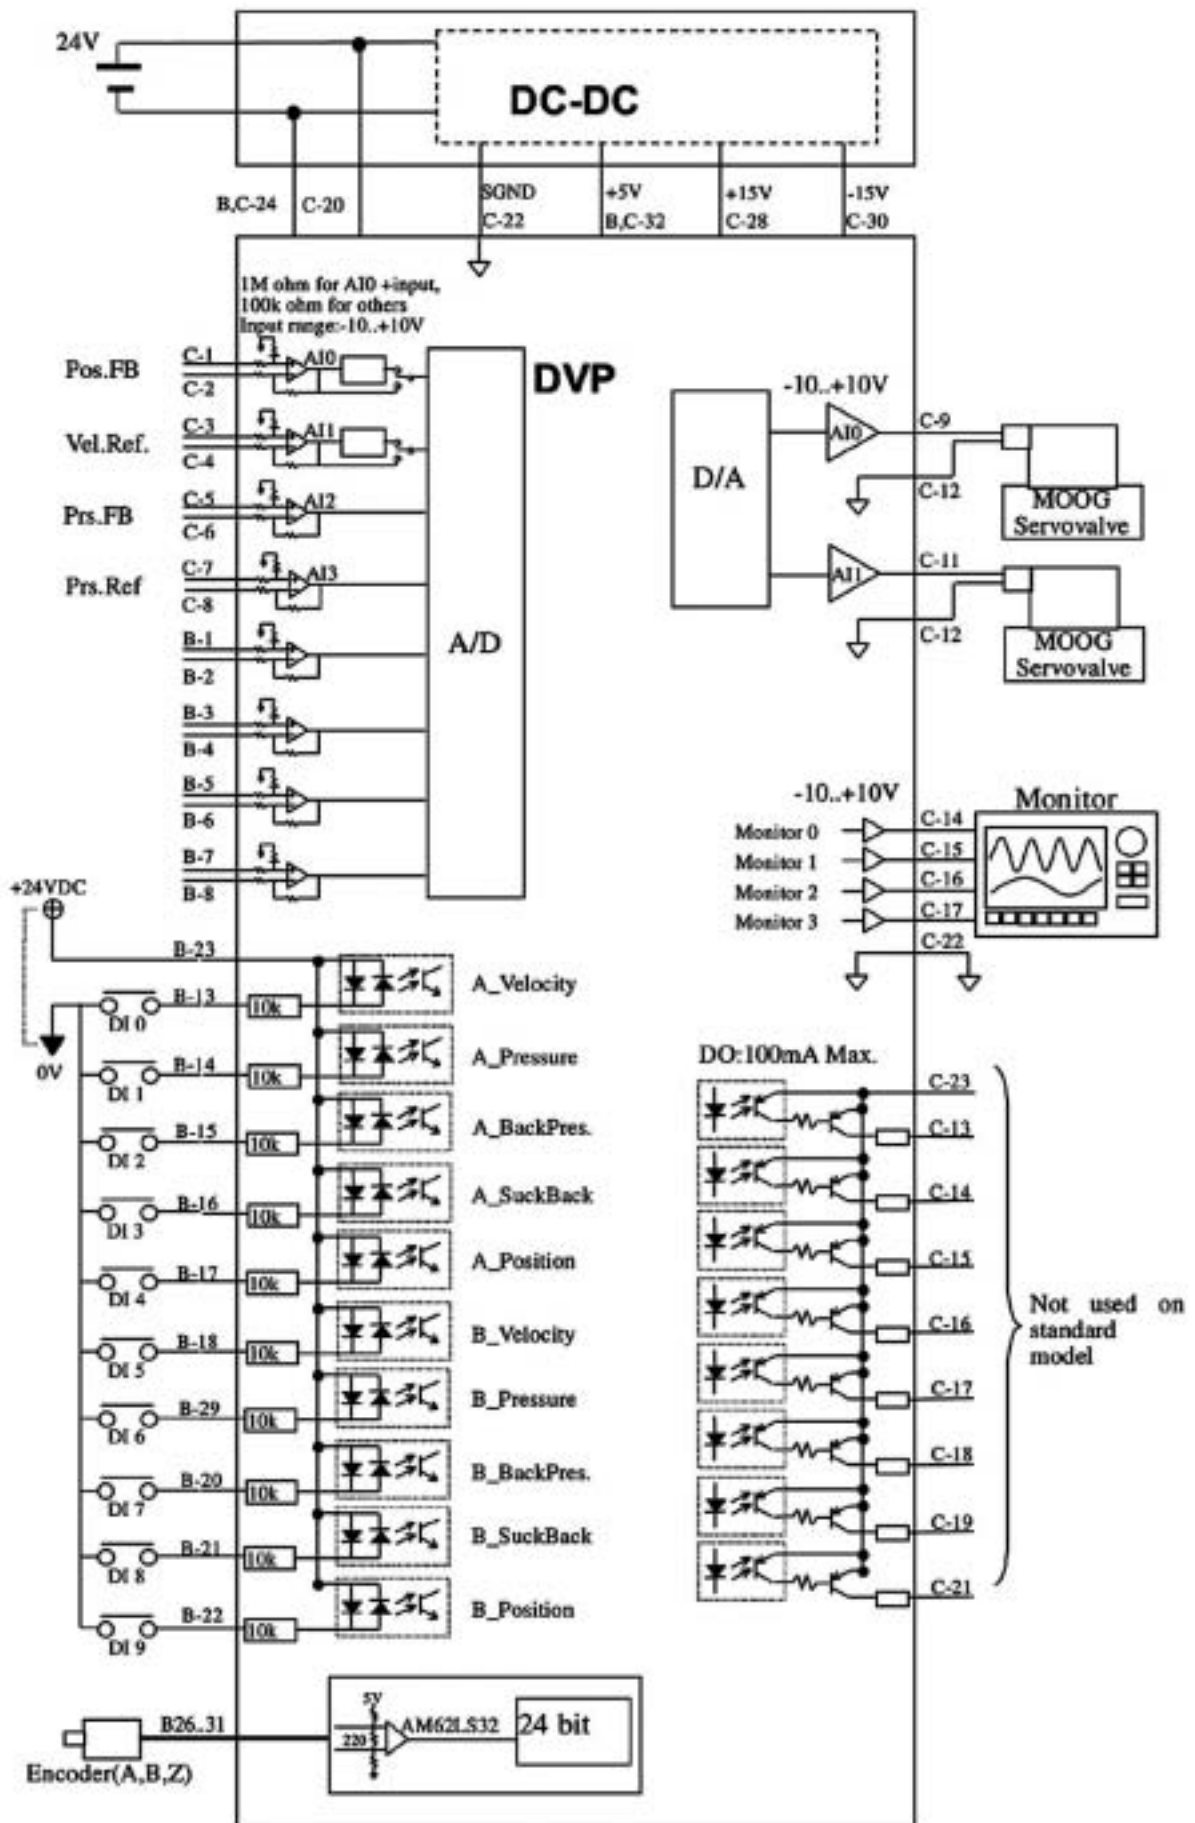 24V
DC-DC
B,C-24
C-20
SGND
C-22
+5V
B,C-32
+15V
C-28
-15V
C-30
1M ohm for AI0 +input,
100k ohm for others
Input range:-10..+10V
DVP
Pos.FB
C-1
C-2
AI0
Vel.Ref.
C-3
C-4
AI1
Prs.FB
C-5
C-6
AI2
Prs.Ref
C-7
C-8
AI3
B-1
B-2
B-3
B-4
B-5
B-6
B-7
B-8
A/D
D/A
-10..+10V
AI0
C-9
C-12
MOOG
Servovalve
AI1
C-11
C-12
MOOG
Servovalve
-10..+10V
Monitor
Monitor 0
C-14
Monitor 1
C-15
Monitor 2
C-16
Monitor 3
C-17
C-22
+24VDC
0V
B-23
DI 0
B-13
10k
A_Velocity
DI 1
B-14
10k
A_Pressure
DI 2
B-15
10k
A_BackPres.
DI 3
B-16
10k
A_SuckBack
DI 4
B-17
10k
A_Position
DI 5
B-18
10k
B_Velocity
DI 6
B-29
10k
B_Pressure
DI 7
B-20
10k
B_BackPres.
DI 8
B-21
10k
B_SuckBack
DI 9
B-22
10k
B_Position
DO:100mA Max.
C-23
C-13
C-14
C-15
C-16
C-17
C-18
C-19
C-21
Not used on
standard
model
Encoder(A,B,Z)
B26..31
5V
220
AM62LS32
24 bit